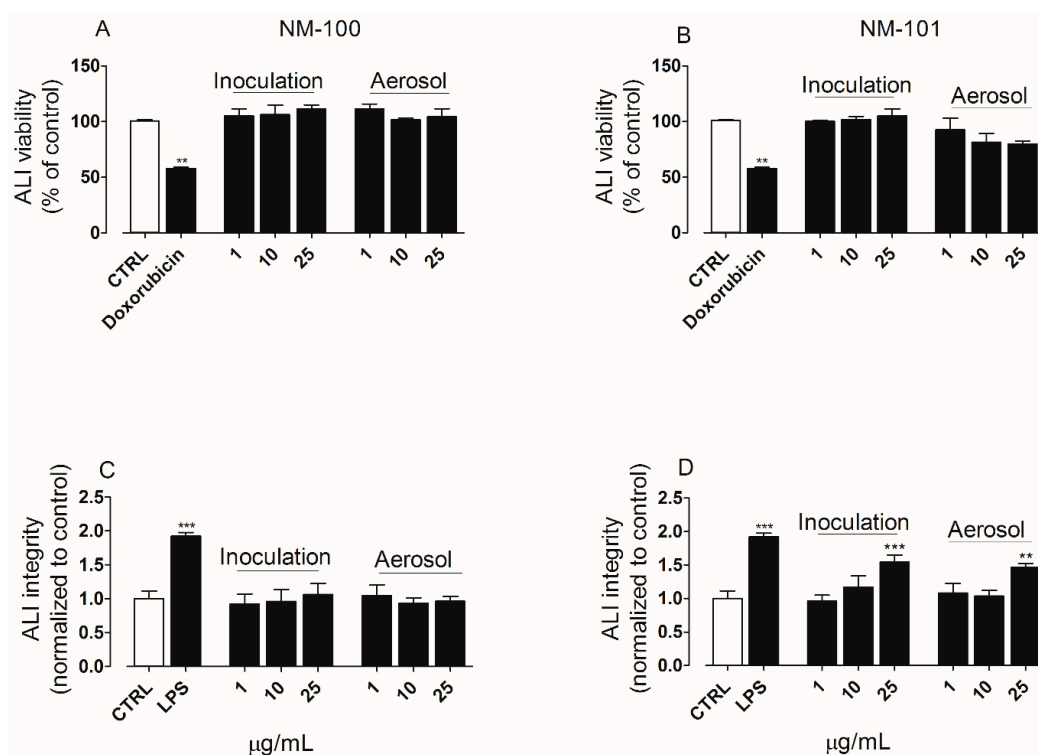 A
NM-100
ALI viability
(% of control)
150
100
50
0
**
Inoculation
Aerosol
CTRL
Doxorubicin
1
10
25
1
10
25
B
NM-101
ALI viability
(% of control)
150
100
50
0
**
Inoculation
Aerosol
CTRL
Doxorubicin
1
10
25
1
10
25
C
ALI integrity
(normalized to control)
2.5
2.0
1.5
1.0
0.5
0.0
***
Inoculation
Aerosol
CTRL
LPS
1
10
25
1
10
25
μg/mL
D
ALI integrity
(normalized to control)
2.5
2.0
1.5
1.0
0.5
0.0
***
Inoculation
***
Aerosol
**
CTRL
LPS
1
10
25
1
10
25
μg/mL